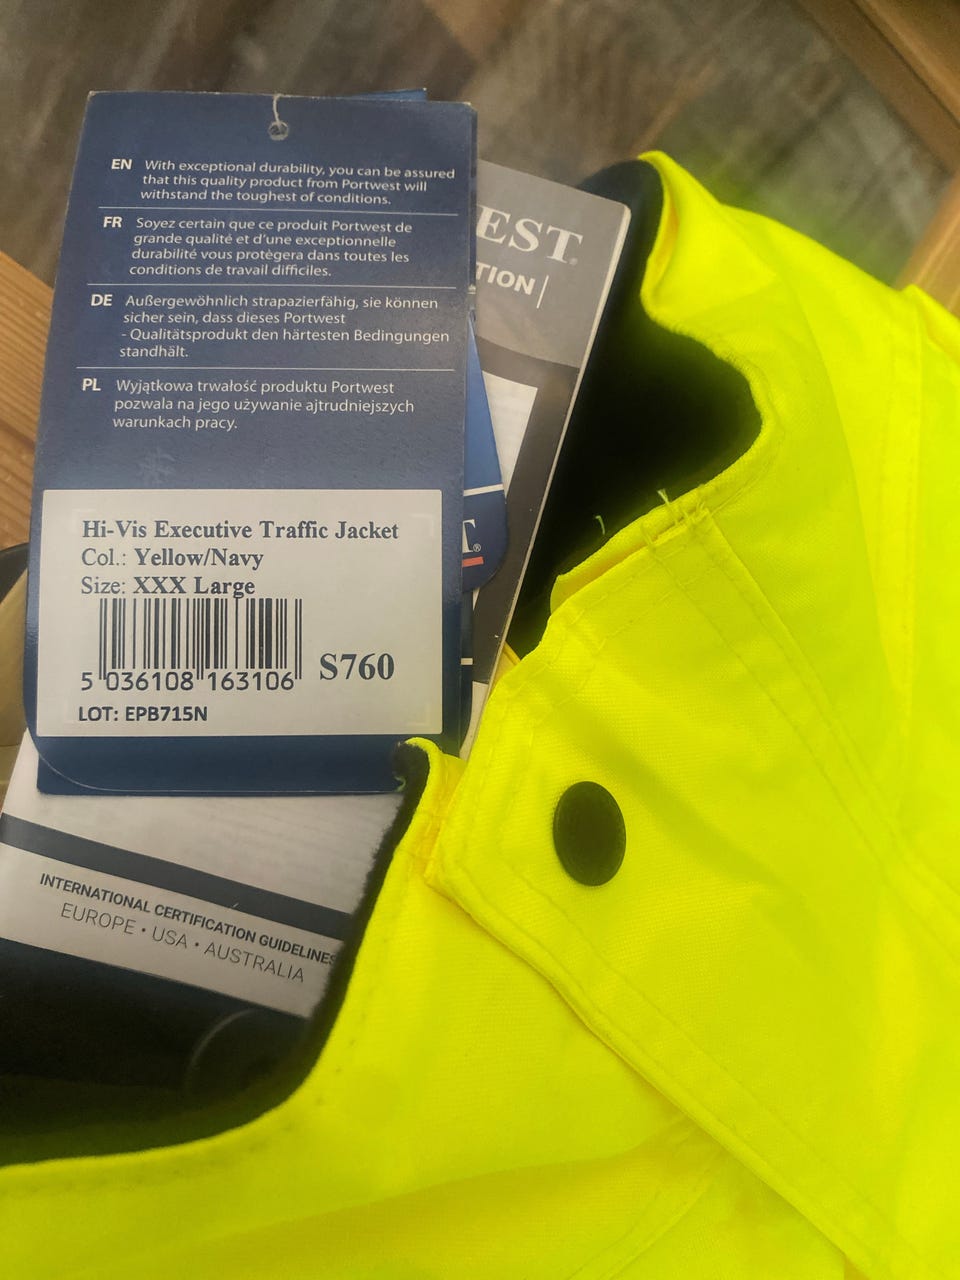 EN With exceptional durability, you can be assured
that this quality product from Portwest will
withstand the toughest of conditions.
FR Soyez certain que ce produit Portwest de
grande qualité et d'une exceptionnelle
durabilité vous protègera dans toutes les
conditions de travail difficiles.
DE Außergewöhnlich strapazierfähig, sie können
sicher sein, dass dieses Portwest
- Qualitätsprodukt den härtesten Bedingungen
standhält.
PL Wyjątkowa trwałość produktu Portwest
pozwala na jego używanie ajtrudniejszych
warunkach pracy.
Hi-Vis Executive Traffic Jacket
Col.: Yellow/Navy
Size: XXX Large
5 036108 163106
S760
LOT: EPB715N
EST®
TION
T®
INTERNATIONAL CERTIFICATION GUIDELINES
EUROPE • USA • AUSTRALIA